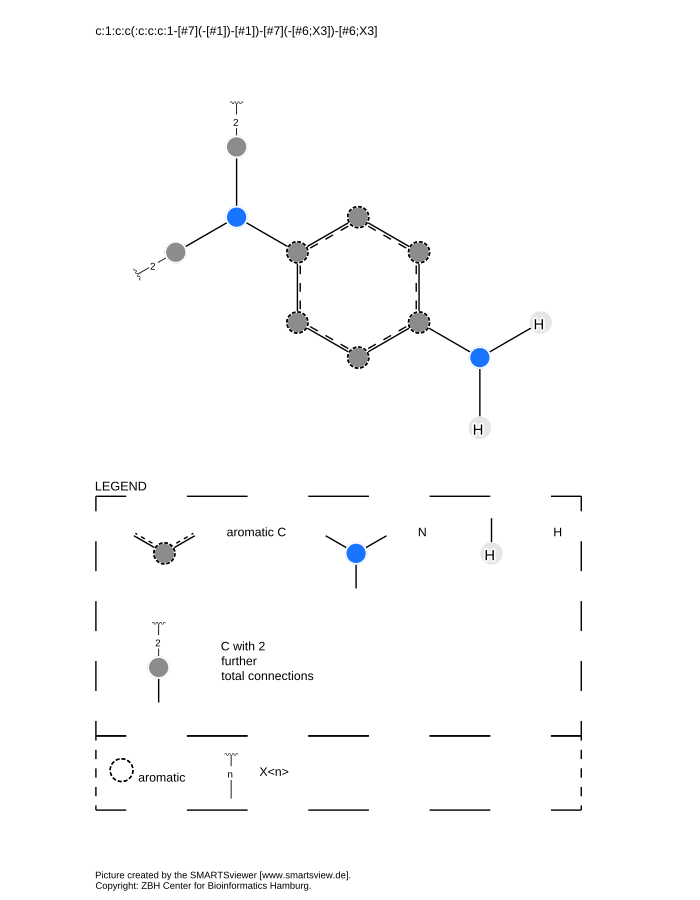 c:1:c:c(:c:c:c:1-[#7](-[#1])-[#1])-[#7](-[#6;X3])-[#6;X3]
2
2
H
H
LEGEND
aromatic C
N
H
H
2
C with 2
further
total connections
aromatic
n
X<n>
Picture created by the SMARTSviewer [www.smartsview.de].
Copyright: ZBH Center for Bioinformatics Hamburg.